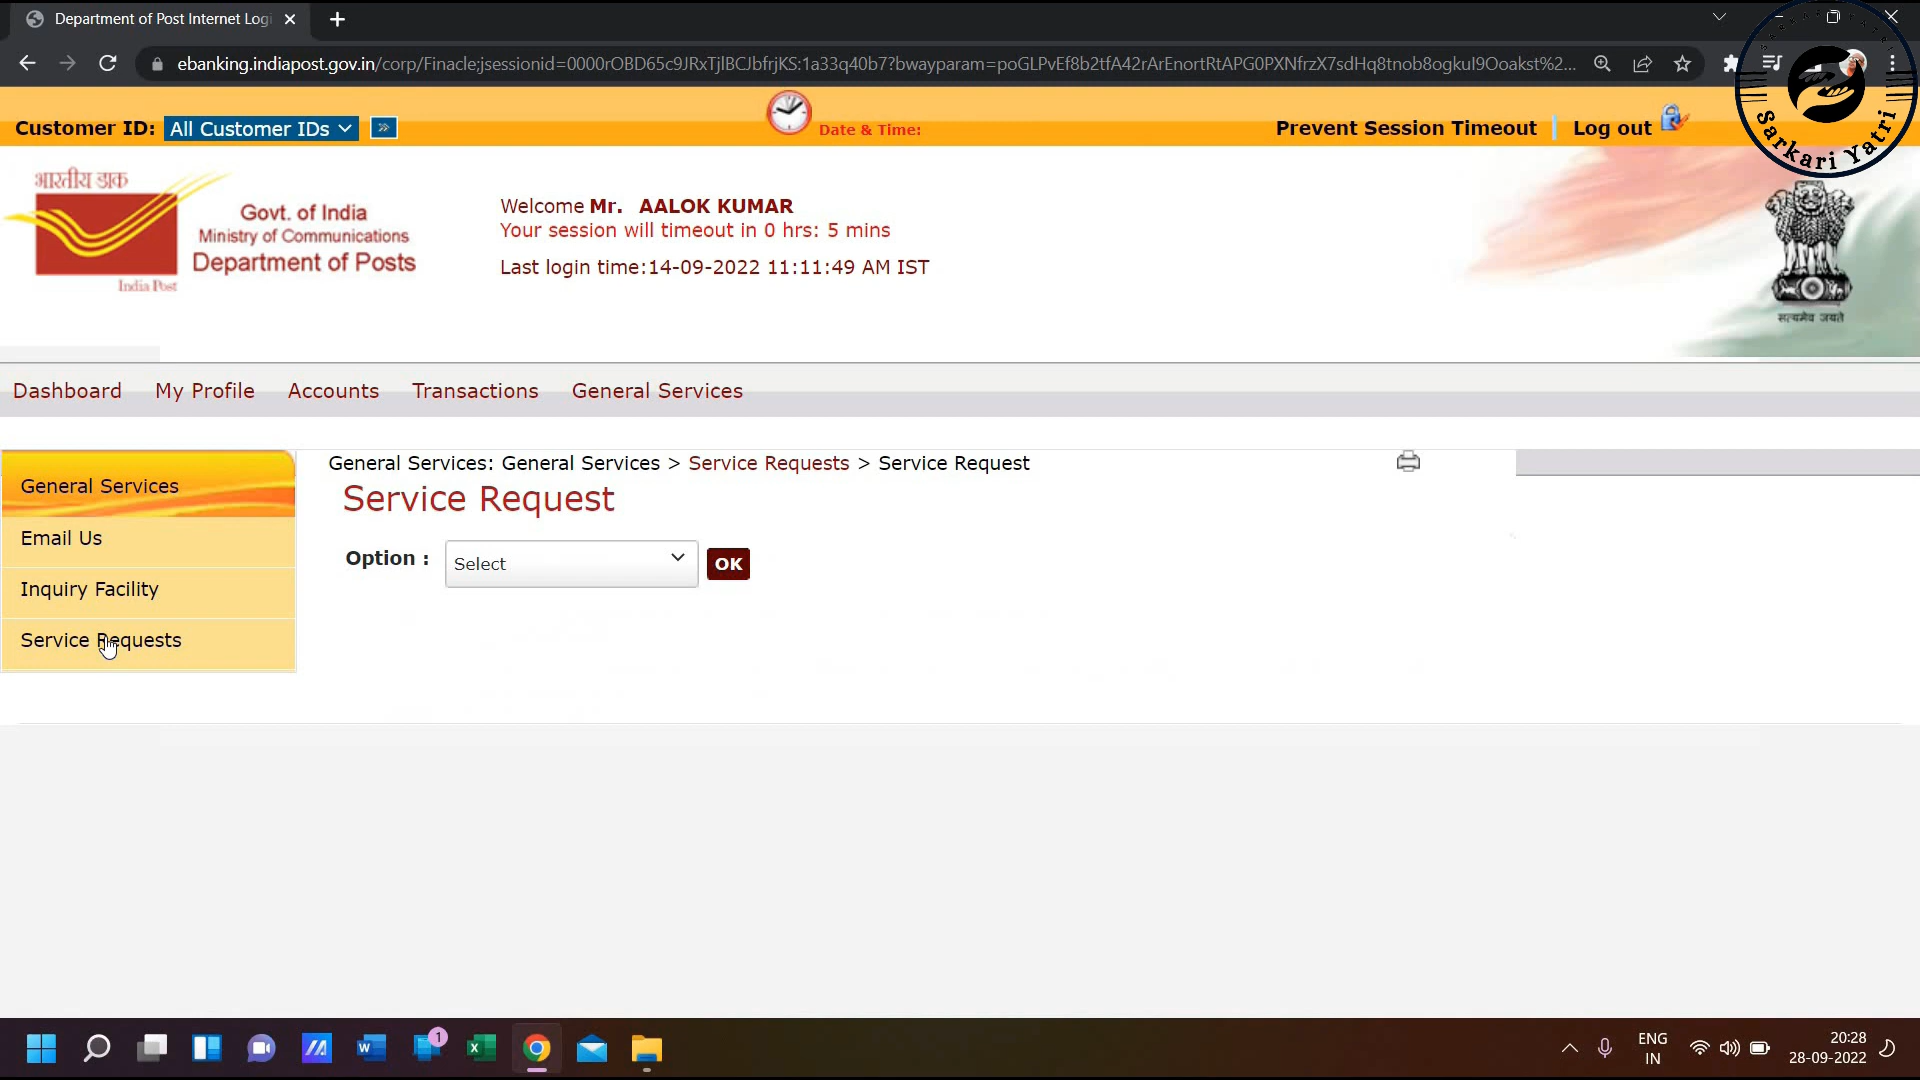 Department of Post Internet Logi
ebanking.indiapost.gov.in/corp/Finacle;jsessionid=0000rOBD65c9JRxTjlBCJbfrjKS:1a33q40b7?bwayparam=poGLPvEf8b2tfA42rArEnortRtAPG0PXNfrzX7sdHq8tnob8ogkul9Ooakst%2...
Customer ID: All Customer IDs
Date & Time:
Prevent Session Timeout
Log out
Sarkari Yatri
भारतीय डाक
India Post
Govt. of India
Ministry of Communications
Department of Posts
Welcome Mr. AALOK KUMAR
Your session will timeout in 0 hrs: 5 mins
Last login time:14-09-2022 11:11:49 AM IST
सत्यमेव जयते
Dashboard My Profile Accounts Transactions General Services
General Services
Email Us
Inquiry Facility
Service Requests
General Services: General Services > Service Requests > Service Request
Service Request
Option : Select OK
1
ENG
IN
20:28
28-09-2022